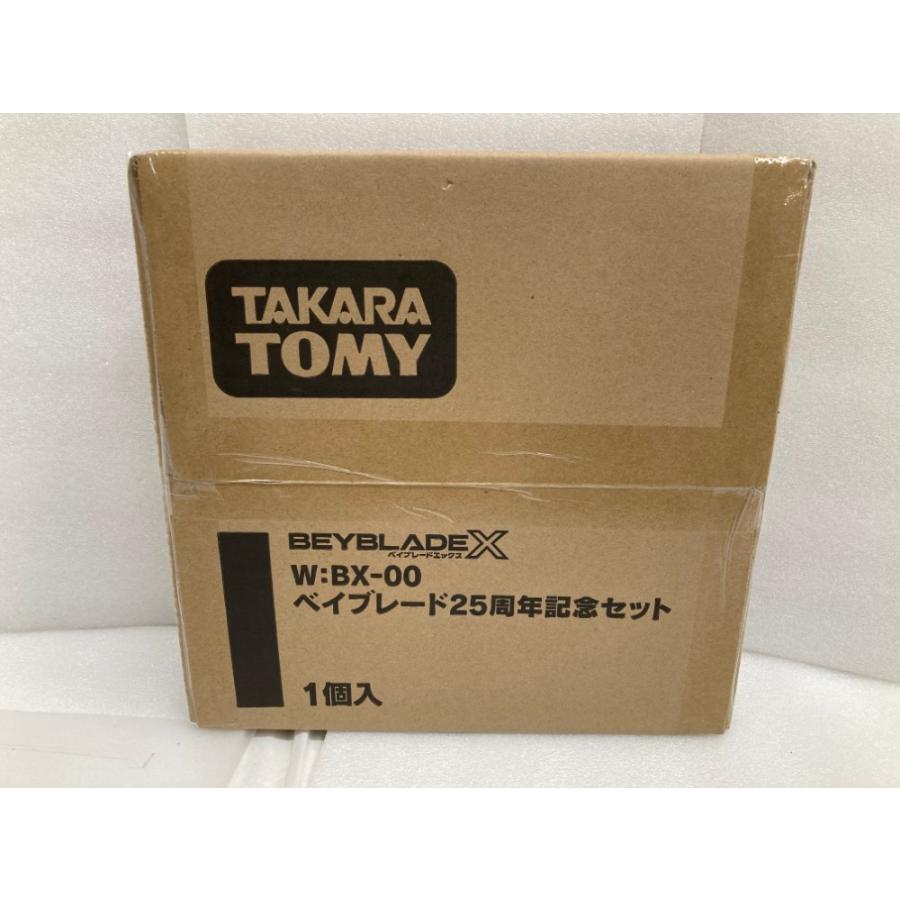 TAKARA
TOMY
BEYBLADE X
ベイブレードエックス
W:BX-00
ベイブレード25周年記念セット
1個入